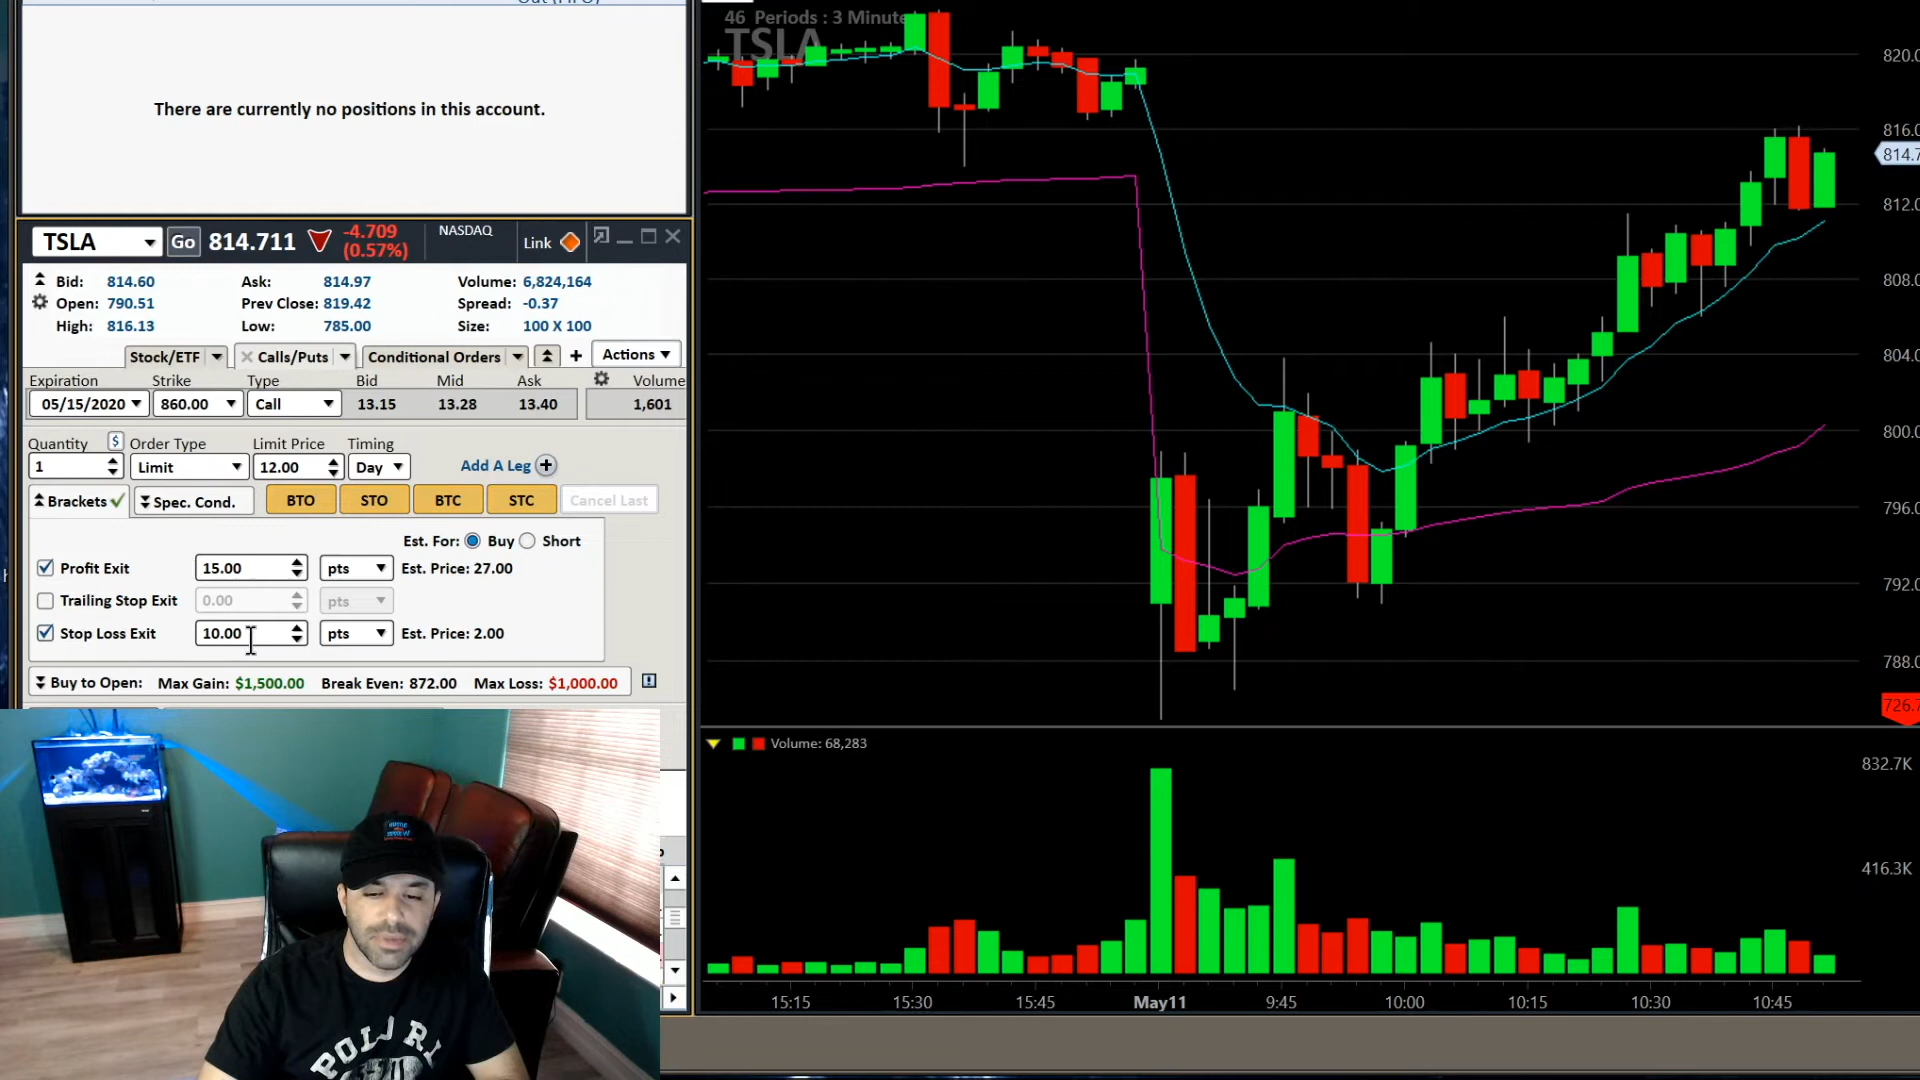 There are currently no positions in this account.
46 Periods : 3 Minute
TSLA
TSLA Go 814.711 -4.709 (0.57%) NASDAQ Link
Bid: 814.60 Ask: 814.97 Volume: 6,824,164
Open: 790.51 Prev Close: 819.42 Spread: -0.37
High: 816.13 Low: 785.00 Size: 100 X 100
Stock/ETF Calls/Puts Conditional Orders Actions
Expiration Strike Type Bid Mid Ask Volume
05/15/2020 860.00 Call 13.15 13.28 13.40 1,601
Quantity $ Order Type Limit Price Timing
1 Limit 12.00 Day Add A Leg
Brackets Spec. Cond. BTO STO BTC STC Cancel Last
Est. For: Buy Short
Profit Exit 15.00 pts Est. Price: 27.00
Trailing Stop Exit 0.00 pts
Stop Loss Exit 10.00 pts Est. Price: 2.00
Buy to Open: Max Gain: $1,500.00 Break Even: 872.00 Max Loss: $1,000.00
820.0
816.0
814.7
812.0
808.0
804.0
800.0
796.0
792.0
788.0
726.7
Volume: 68,283
832.7K
416.3K
15:15 15:30 15:45 May11 9:45 10:00 10:15 10:30 10:45